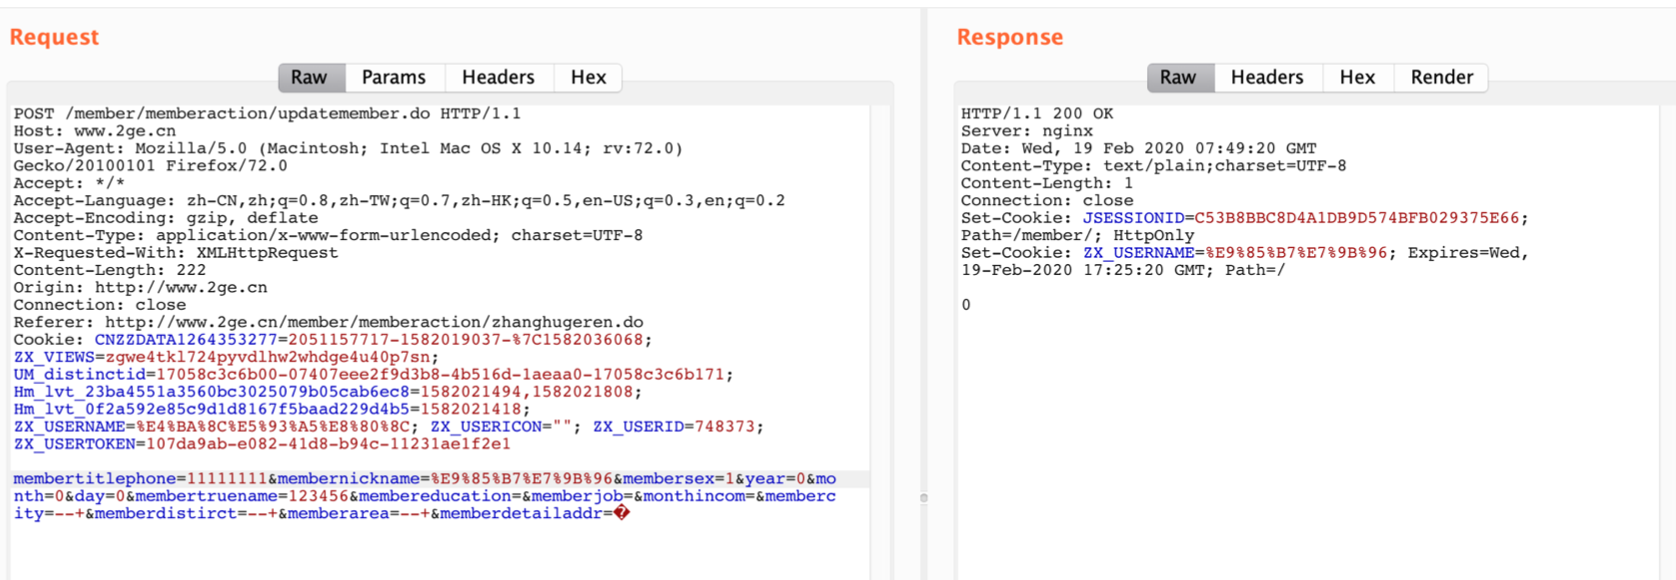 Request
Raw Params Headers Hex
POST /member/memberaction/updatemember.do HTTP/1.1
Host: www.2ge.cn
User-Agent: Mozilla/5.0 (Macintosh; Intel Mac OS X 10.14; rv:72.0)
Gecko/20100101 Firefox/72.0
Accept: */*
Accept-Language: zh-CN,zh;q=0.8,zh-TW;q=0.7,zh-HK;q=0.5,en-US;q=0.3,en;q=0.2
Accept-Encoding: gzip, deflate
Content-Type: application/x-www-form-urlencoded; charset=UTF-8
X-Requested-With: XMLHttpRequest
Content-Length: 222
Origin: http://www.2ge.cn
Connection: close
Referer: http://www.2ge.cn/member/memberaction/zhanghugeren.do
Cookie: CNZZDATA1264353277=2051157717-1582019037-%7C1582036068;
ZX_VIEWS=zgwe4tkl724pyvdlhw2whdge4u40p7sn;
UM_distinctid=17058c3c6b00-07407eee2f9d3b8-4b516d-1aeaa0-17058c3c6b171;
Hm_lvt_23ba4551a3560bc3025079b05cab6ec8=1582021494,1582021808;
Hm_lvt_0f2a592e85c9d1d8167f5baad229d4b5=1582021418;
ZX_USERNAME=%E4%BA%8C%E5%93%A5%E8%80%8C; ZX_USERICON=""; ZX_USERID=748373;
ZX_USERTOKEN=107da9ab-e082-41d8-b94c-11231ae1f2e1
membertitlephone=11111111&membernickname=%E9%85%B7%E7%9B%96&membersex=1&year=0&mo
nth=0&day=0&membertruename=123456&membereducation=&memberjob=&monthincom=&memberc
ity=--+&memberdistirct=--+&memberarea=--+&memberdetailaddr=�
Response
Raw Headers Hex Render
HTTP/1.1 200 OK
Server: nginx
Date: Wed, 19 Feb 2020 07:49:20 GMT
Content-Type: text/plain;charset=UTF-8
Content-Length: 1
Connection: close
Set-Cookie: JSESSIONID=C53B8BBC8D4A1DB9D574BFB029375E66;
Path=/member/; HttpOnly
Set-Cookie: ZX_USERNAME=%E9%85%B7%E7%9B%96; Expires=Wed,
19-Feb-2020 17:25:20 GMT; Path=/
0